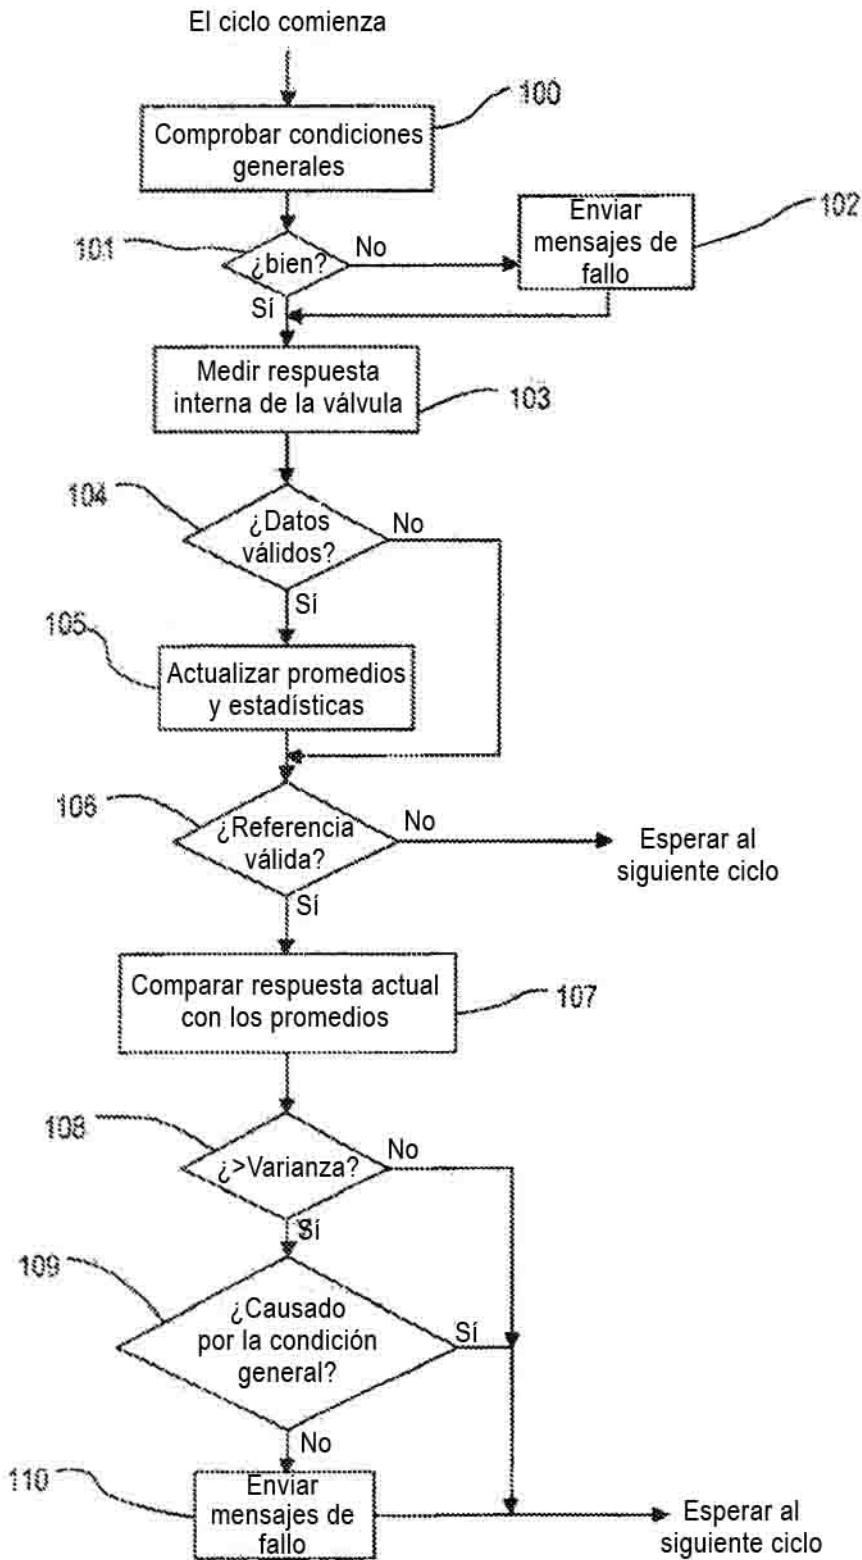 El ciclo comienza
100
Comprobar condiciones
generales
102
Enviar
mensajes de
fallo
101
¿bien?
No
Sí
Medir respuesta
interna de la válvula
103
104
¿Datos
válidos?
No
Sí
105
Actualizar promedios
y estadísticas
106
¿Referencia
válida?
No
Esperar al
siguiente ciclo
Sí
Comparar respuesta actual
con los promedios
107
108
¿>Varianza?
No
Sí
109
¿Causado
por la condición
general?
Sí
No
110
Enviar
mensajes de
fallo
Esperar al
siguiente ciclo